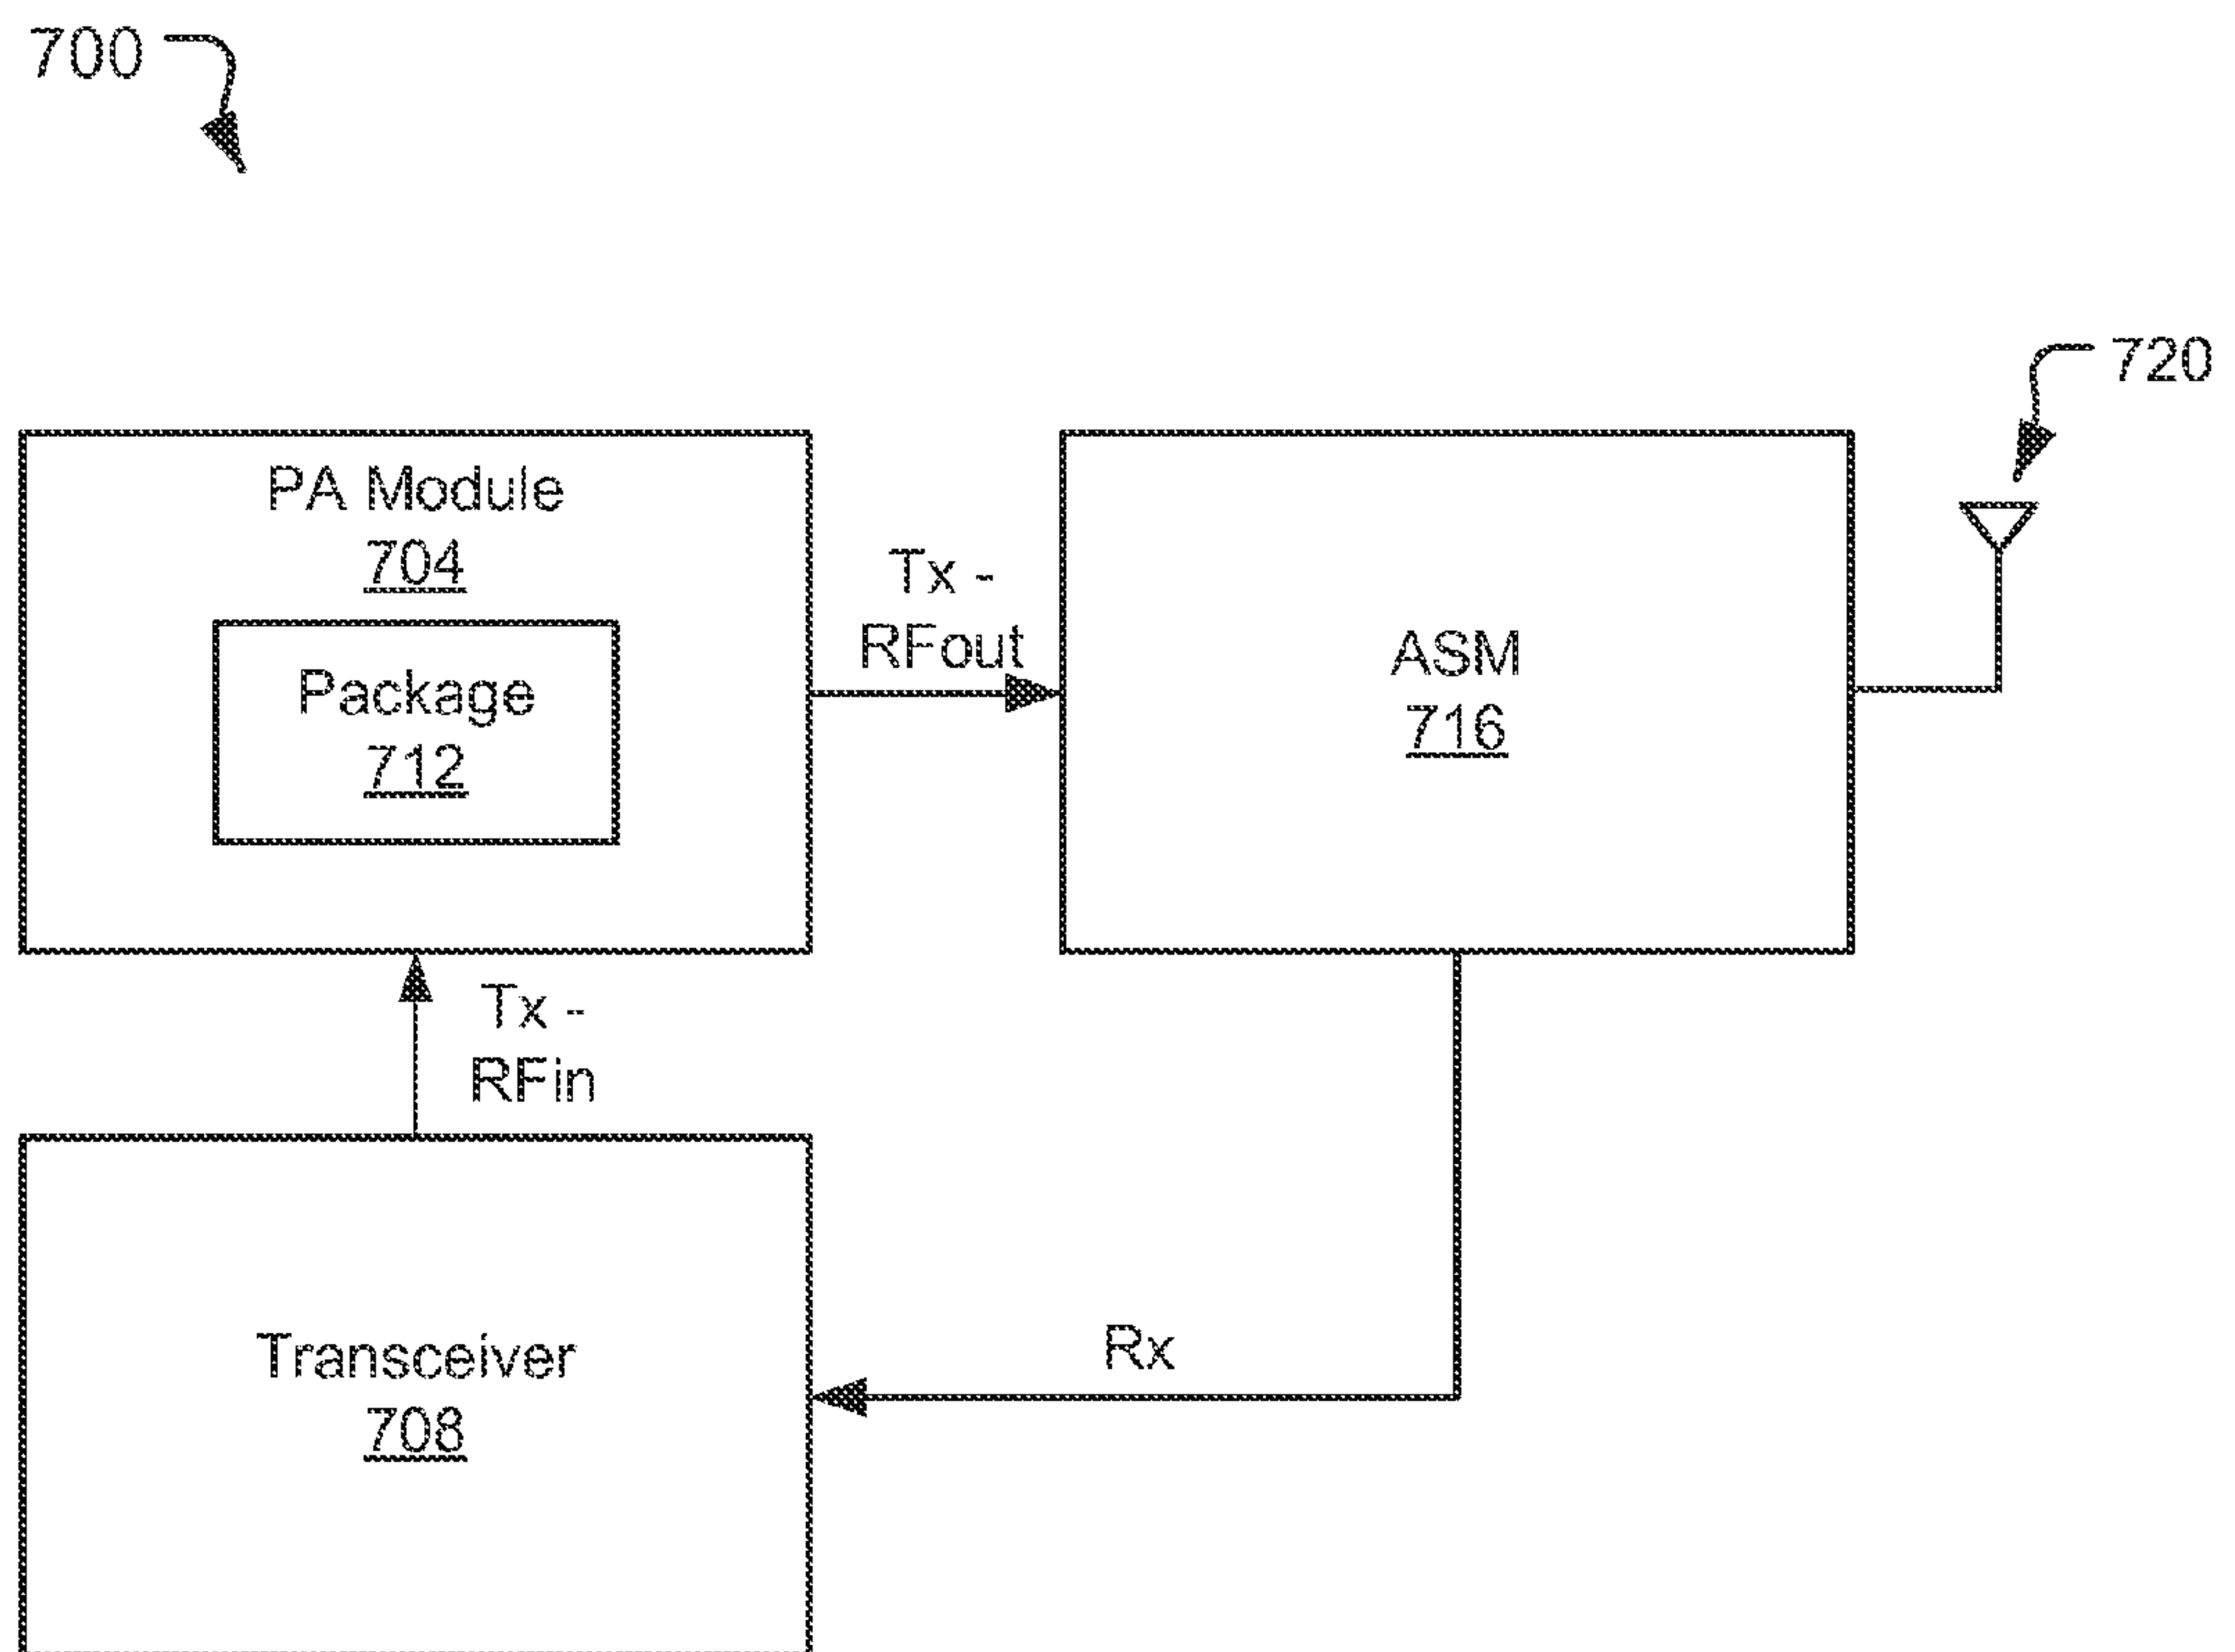 700
720
PA Module
704
Package
712
Tx -
RFout
ASM
716
Tx -
RFin
Transceiver
708
Rx